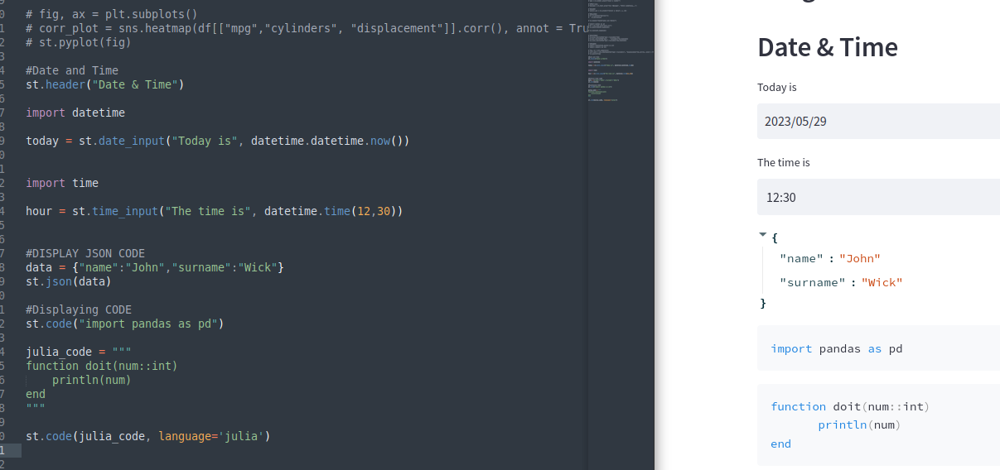 # fig, ax = plt.subplots()
# corr_plot = sns.heatmap(df[["mpg","cylinders", "displacement"]].corr(), annot = Tru
# st.pyplot(fig)
#Date and Time
st.header("Date & Time")
import datetime
today = st.date_input("Today is", datetime.datetime.now())
import time
hour = st.time_input("The time is", datetime.time(12,30))
#DISPLAY JSON CODE
data = {"name":"John","surname":"Wick"}
st.json(data)
#Displaying CODE
st.code("import pandas as pd")
julia_code = """
function doit(num::int)
    println(num)
end
"""
st.code(julia_code, language='julia')
Date & Time
Today is
2023/05/29
The time is
12:30
{
"name" : "John"
"surname" : "Wick"
}
import pandas as pd
function doit(num::int)
    println(num)
end